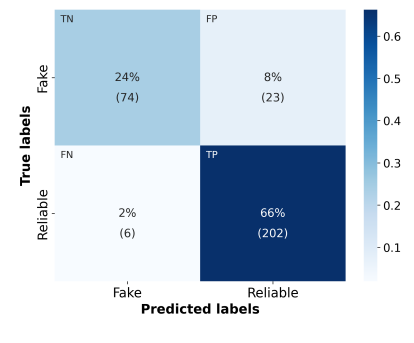 TN
FP
24%
(74)
8%
(23)
FN
TP
2%
(6)
66%
(202)
Fake
Reliable
True labels
Fake
Reliable
Predicted labels
0.6
0.5
0.4
0.3
0.2
0.1